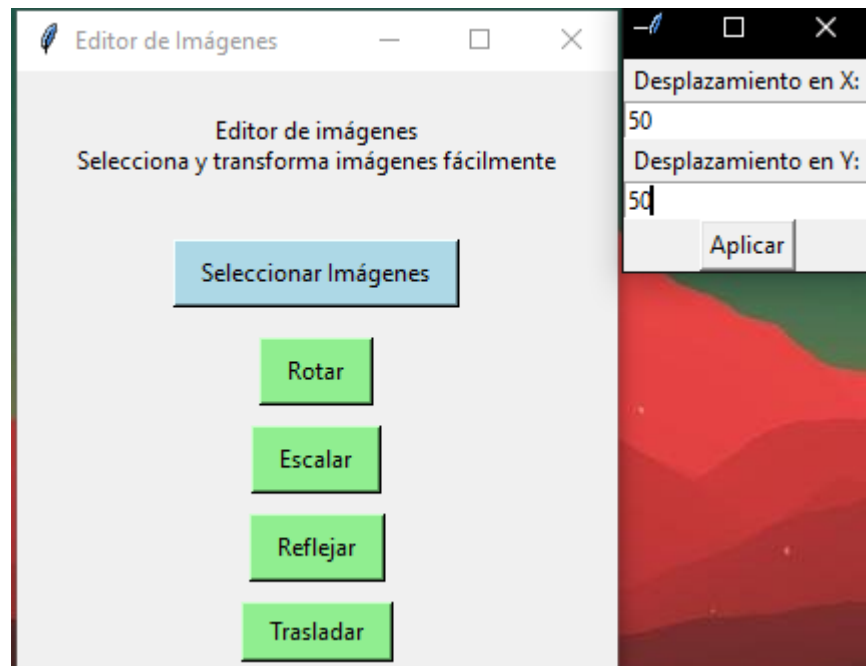 Editor de Imágenes
Editor de imágenes
Selecciona y transforma imágenes fácilmente
Seleccionar Imágenes
Rotar
Escalar
Reflejar
Trasladar
Desplazamiento en X:
50
Desplazamiento en Y:
50
Aplicar